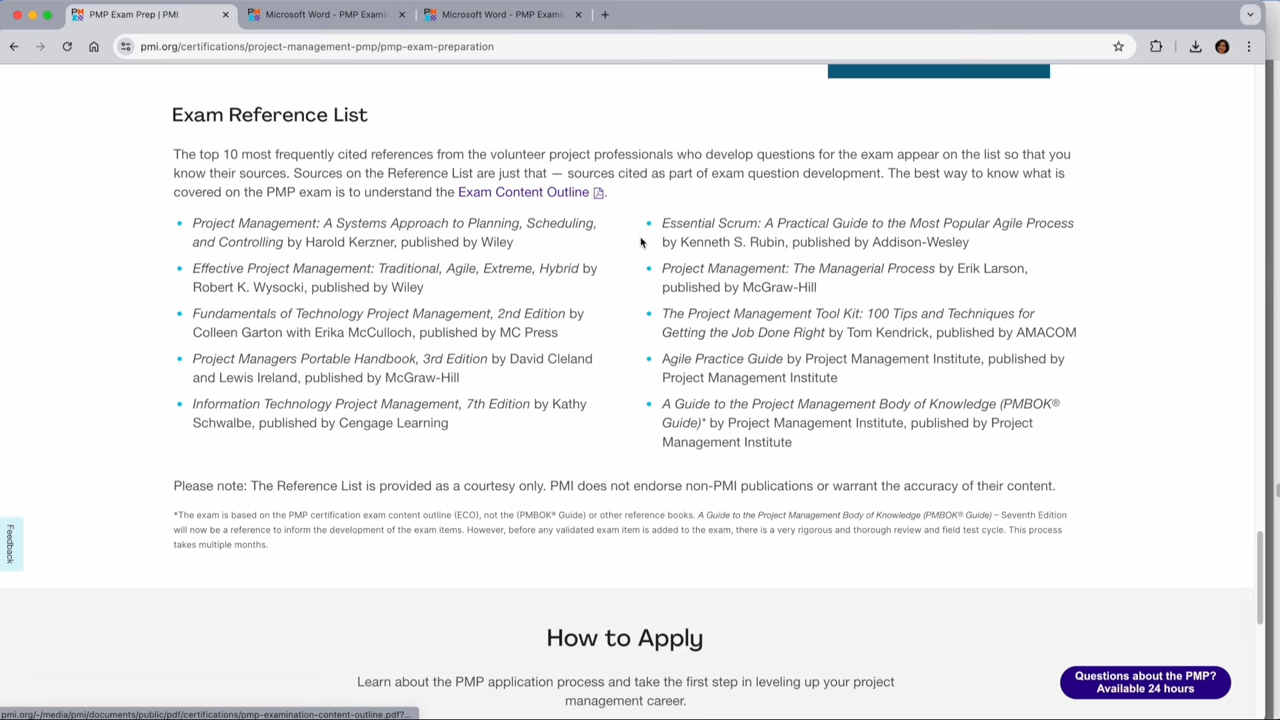 PMP Exam Prep | PMI
Microsoft Word - PMP Examin
Microsoft Word - PMP Examin
pmi.org/certifications/project-management-pmp/pmp-exam-preparation
Exam Reference List
The top 10 most frequently cited references from the volunteer project professionals who develop questions for the exam appear on the list so that you
know their sources. Sources on the Reference List are just that — sources cited as part of exam question development. The best way to know what is
covered on the PMP exam is to understand the Exam Content Outline.
Project Management: A Systems Approach to Planning, Scheduling,
and Controlling by Harold Kerzner, published by Wiley
Effective Project Management: Traditional, Agile, Extreme, Hybrid by
Robert K. Wysocki, published by Wiley
Fundamentals of Technology Project Management, 2nd Edition by
Colleen Garton with Erika McCulloch, published by MC Press
Project Managers Portable Handbook, 3rd Edition by David Cleland
and Lewis Ireland, published by McGraw-Hill
Information Technology Project Management, 7th Edition by Kathy
Schwalbe, published by Cengage Learning
Essential Scrum: A Practical Guide to the Most Popular Agile Process
by Kenneth S. Rubin, published by Addison-Wesley
Project Management: The Managerial Process by Erik Larson,
published by McGraw-Hill
The Project Management Tool Kit: 100 Tips and Techniques for
Getting the Job Done Right by Tom Kendrick, published by AMACOM
Agile Practice Guide by Project Management Institute, published by
Project Management Institute
A Guide to the Project Management Body of Knowledge (PMBOK®
Guide)* by Project Management Institute, published by Project
Management Institute
Please note: The Reference List is provided as a courtesy only. PMI does not endorse non-PMI publications or warrant the accuracy of their content.
*The exam is based on the PMP certification exam content outline (ECO), not the (PMBOK® Guide) or other reference books. A Guide to the Project Management Body of Knowledge (PMBOK® Guide) – Seventh Edition
will now be a reference to inform the development of the exam items. However, before any validated exam item is added to the exam, there is a very rigorous and thorough review and field test cycle. This process
takes multiple months.
Feedback
How to Apply
Learn about the PMP application process and take the first step in leveling up your project
management career.
Questions about the PMP?
Available 24 hours
pmi.org/-/media/pmi/documents/public/pdf/certifications/pmp-examination-content-outline.pdf?...